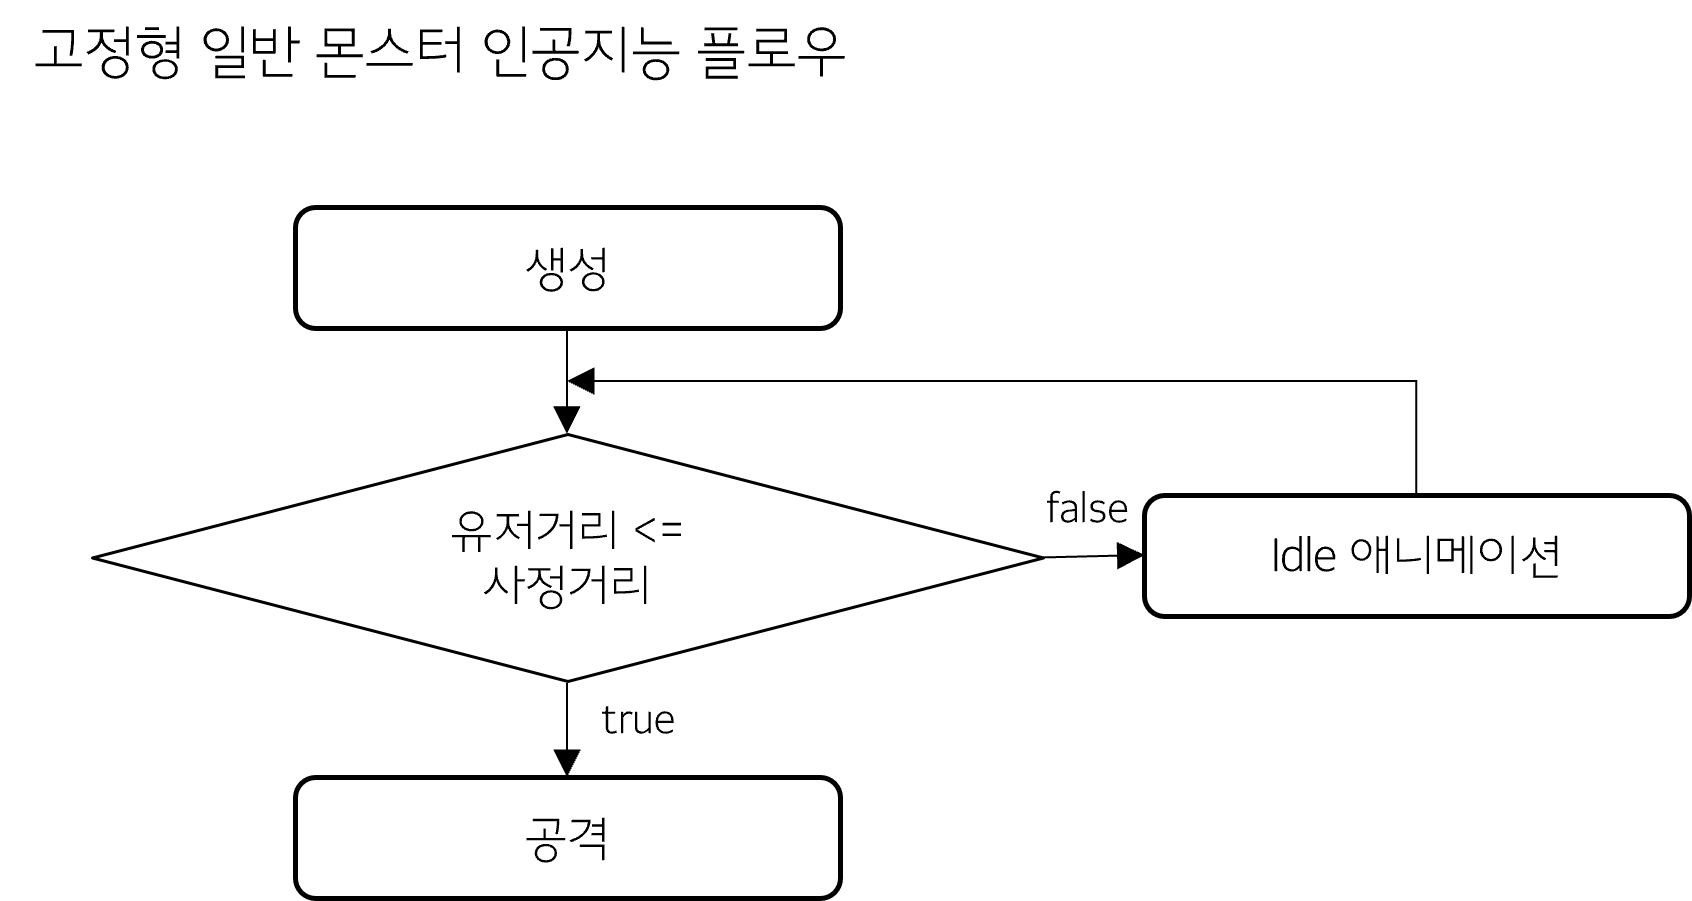 고정형 일반 몬스터 인공지능 플로우
생성
유저거리 <=
사정거리
false
Idle 애니메이션
true
공격